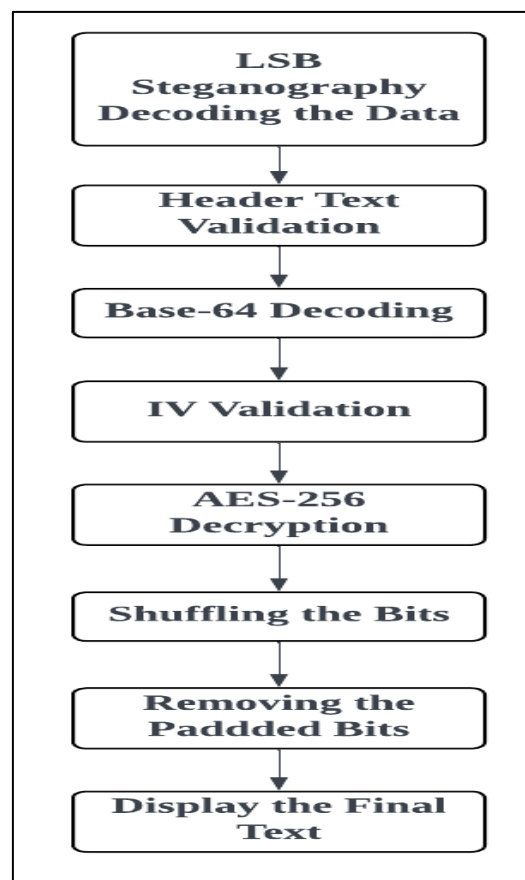 LSB
Steganography
Decoding the Data
Header Text
Validation
Base-64 Decoding
IV Validation
AES-256
Decryption
Shuffling the Bits
Removing the
Paddded Bits
Display the Final
Text